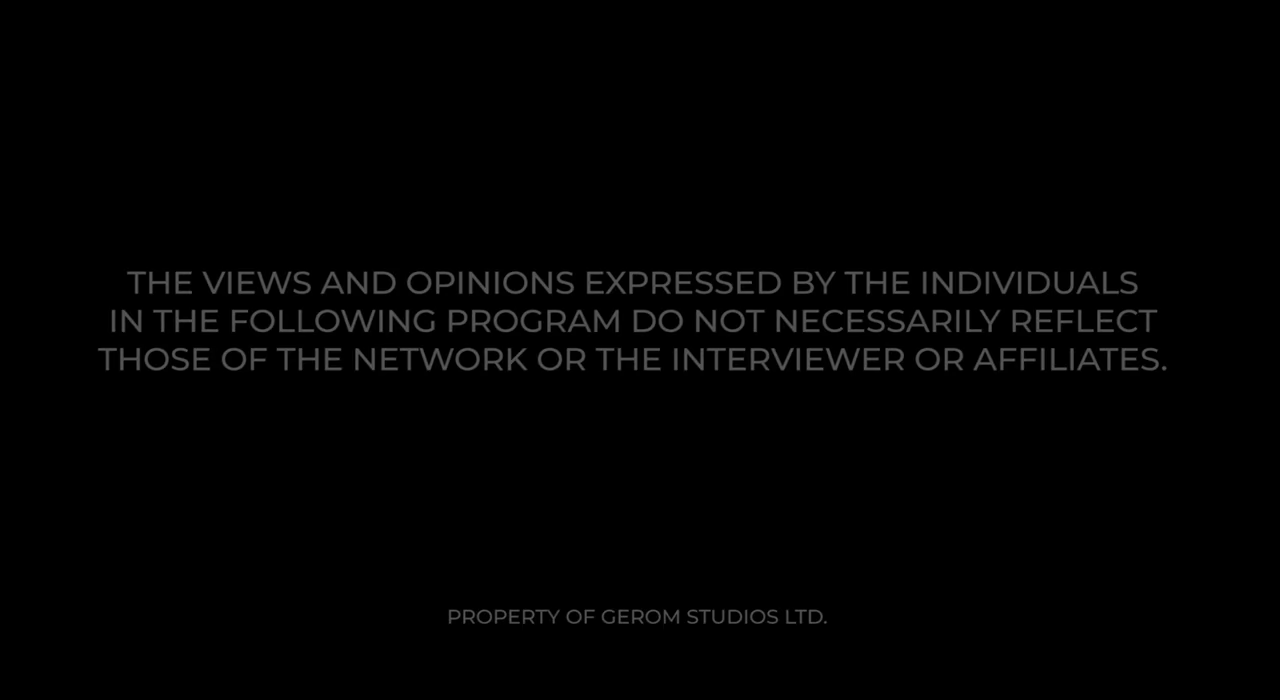 THE VIEWS AND OPINIONS EXPRESSED BY THE INDIVIDUALS
IN THE FOLLOWING PROGRAM DO NOT NECESSARILY REFLECT
THOSE OF THE NETWORK OR THE INTERVIEWER OR AFFILIATES.
PROPERTY OF GEROM STUDIOS LTD.